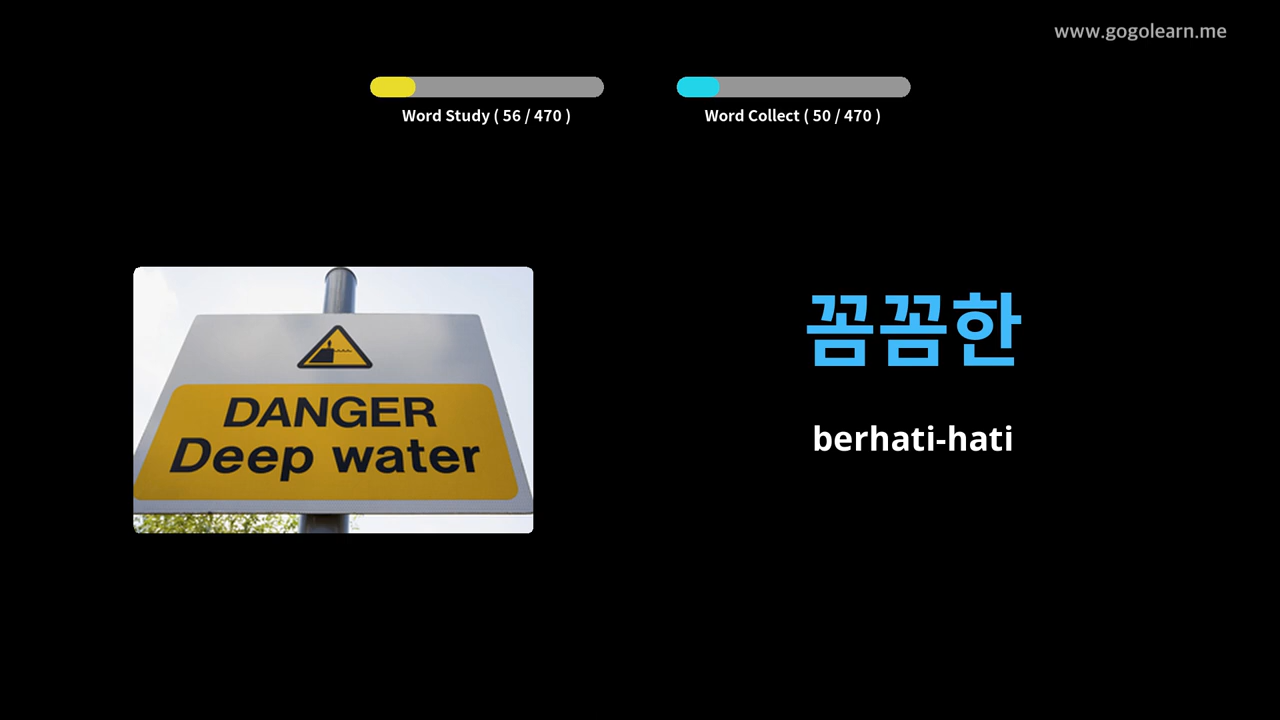 www.gogolearn.me
Word Study ( 56 / 470 )
Word Collect ( 50 / 470 )
DANGER
Deep water
꼼꼼한
berhati-hati